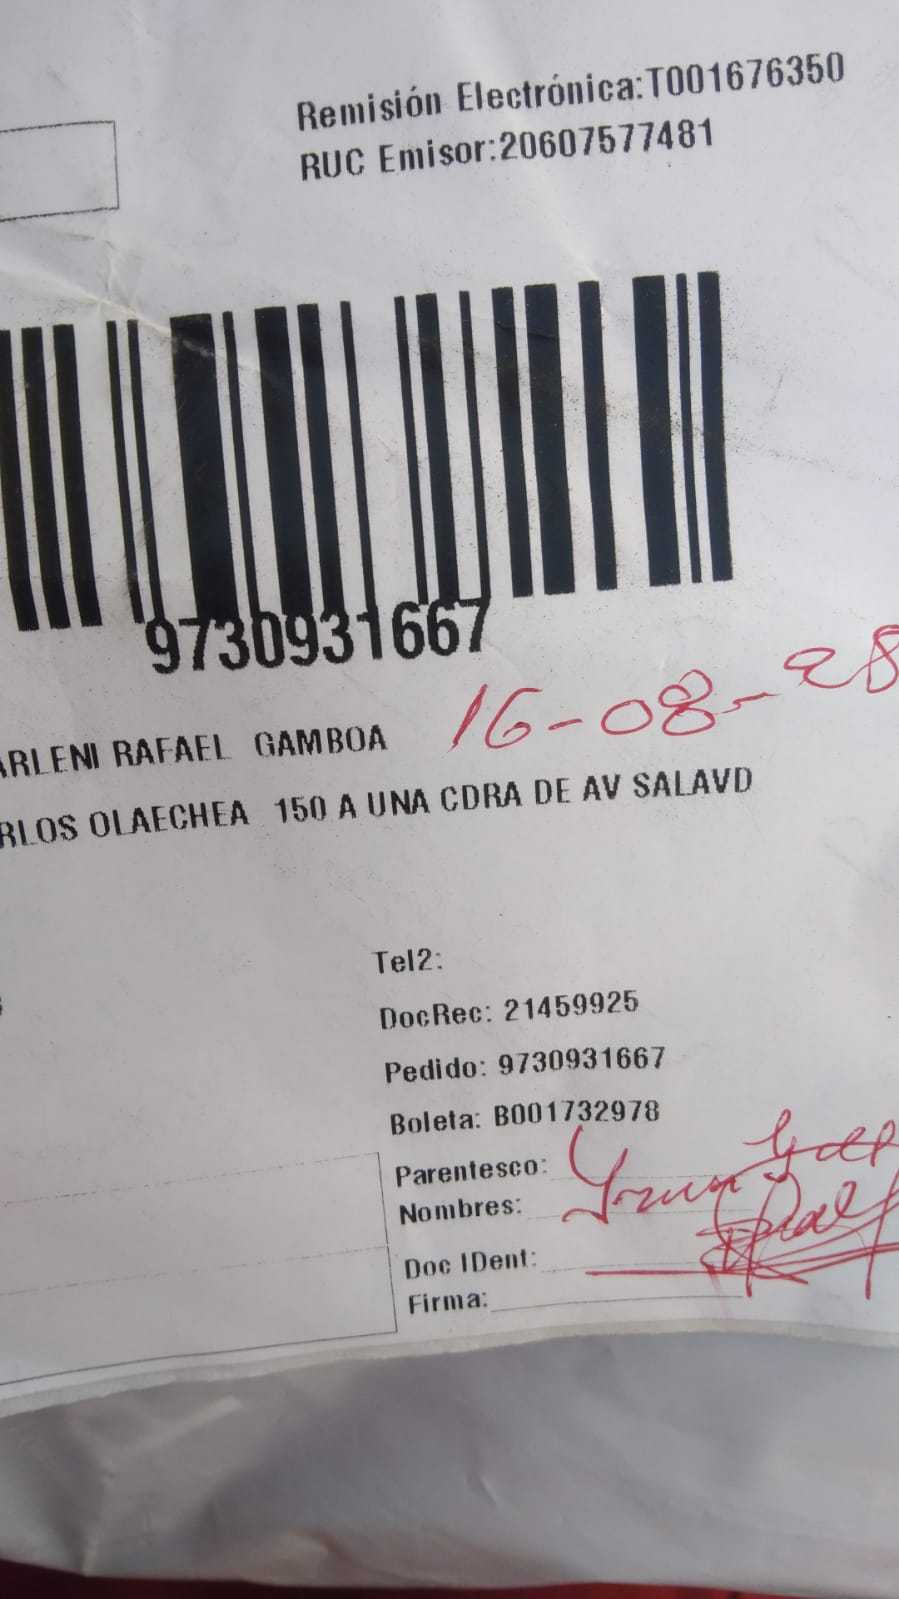 Remisión Electrónica:T001676350
RUC Emisor:20607577481
9730931667
ARLENI RAFAEL GAMBOA
16-08-28
RLOS OLAECHEA 150 A UNA CDRA DE AV SALAVD
Tel2:
DocRec: 21459925
Pedido: 9730931667
Boleta: B001732978
Parentesco:
Nombres:
Doc IDent:
Firma: